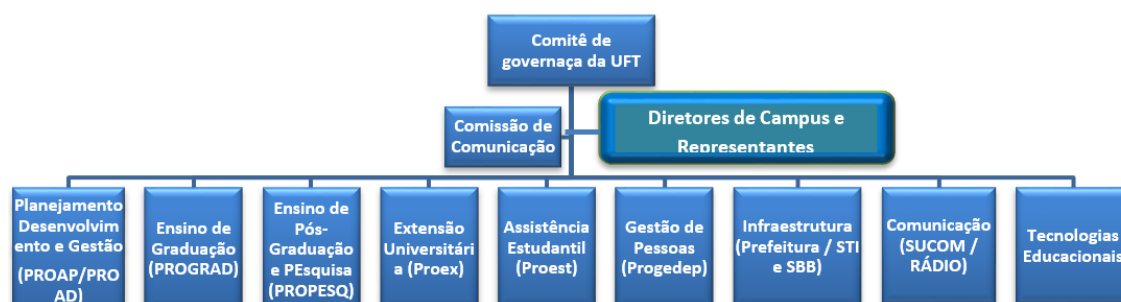 Comitê de
governaça da UFT
Comissão de
Comunicação
Diretores de Campus e
Representantes
Planejamento
Desenvolvim
ento e Gestão
(PROAP/PRO
AD)
Ensino de
Graduação
(PROGRAD)
Ensino de
Pós-
Graduação
e PEsquisa
(PROPESQ)
Extensão
Universitári
a (Proex)
Assistência
Estudantil
(Proest)
Gestão de
Pessoas
(Progedep)
Infraestrutura
(Prefeitura / STI
e SBB)
Comunicação
(SUCOM /
RÁDIO)
Tecnologias
Educacionais